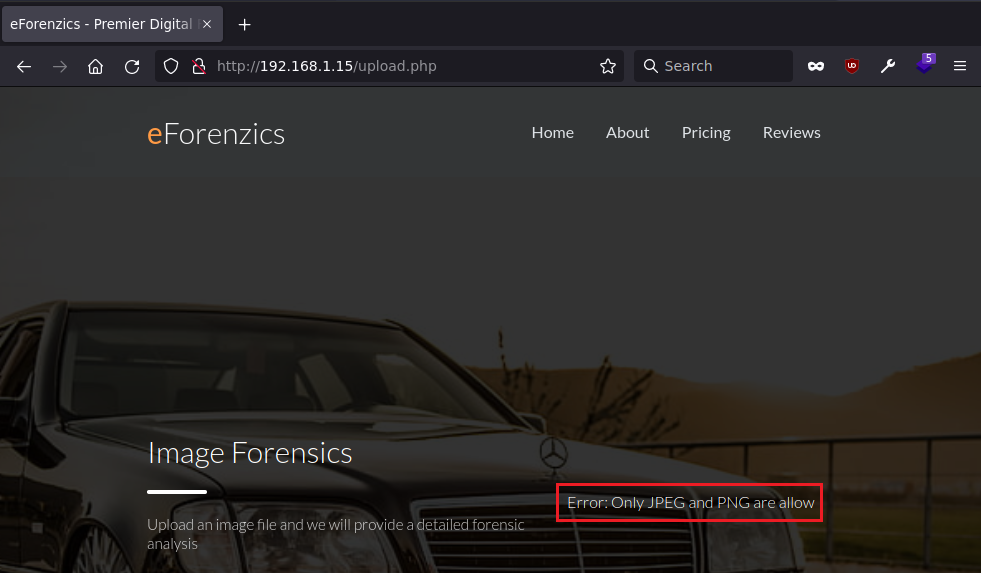 eForenzics - Premier Digital
http://192.168.1.15/upload.php
Search
5
eForenzics
Home About Pricing Reviews
Image Forensics
Error: Only JPEG and PNG are allow
Upload an image file and we will provide a detailed forensic
analysis